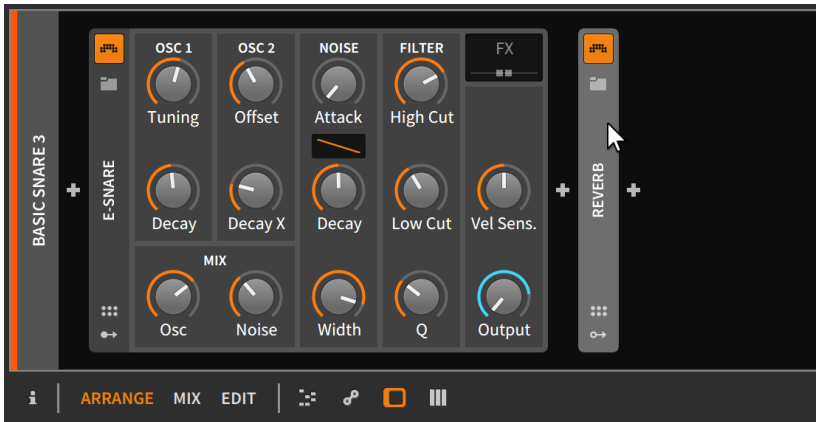 BASIC SNARE 3
E-SNARE
OSC 1
OSC 2
NOISE
FILTER
FX
Tuning
Offset
Attack
High Cut
Decay
Decay X
Decay
Low Cut
Vel Sens.
MIX
Osc
Noise
Width
Q
Output
REVERB
i
ARRANGE
MIX
EDIT